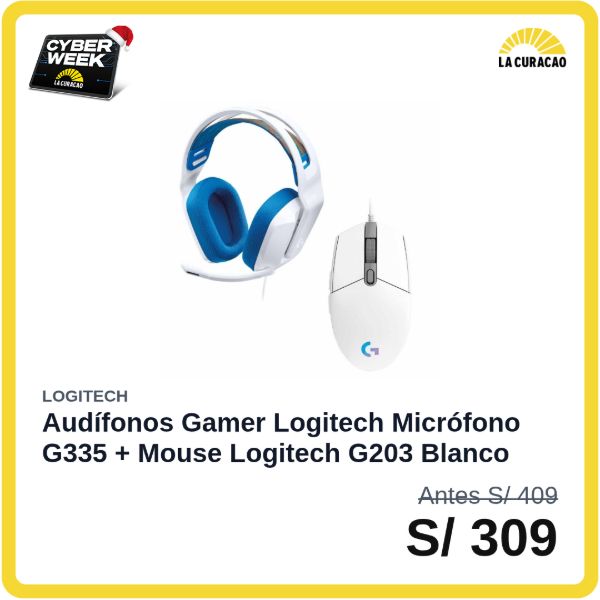 CYBER
WEEK
LA CURACAO
LA CURACAO
G
LOGITECH
Audífonos Gamer Logitech Micrófono
G335 + Mouse Logitech G203 Blanco
Antes S/ 409
S/ 309